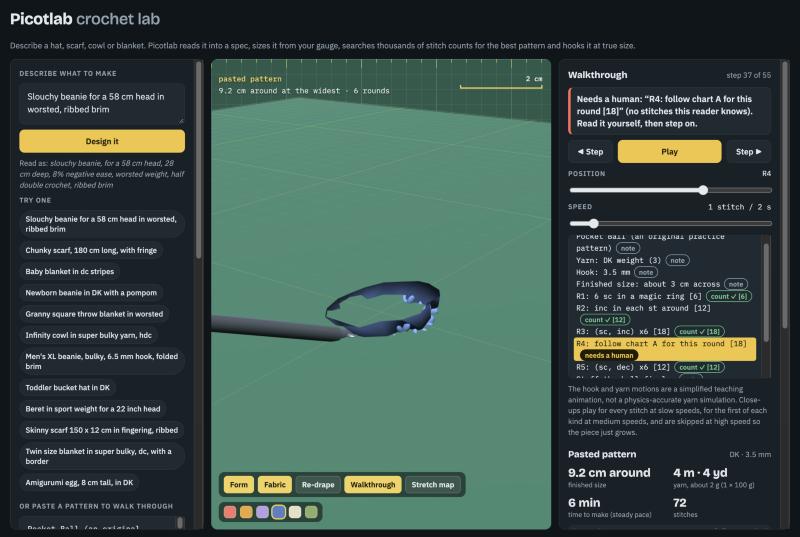 Picotlab crochet lab
Describe a hat, scarf, cowl or blanket. Picotlab reads it into a spec, sizes it from your gauge, searches thousands of stitch counts for the best pattern and hooks it at true size.
DESCRIBE WHAT TO MAKE
Slouchy beanie for a 58 cm head in
worsted, ribbed brim
Design it
Read as: slouchy beanie, for a 58 cm head, 28
cm deep, 8% negative ease, worsted weight, half
double crochet, ribbed brim
TRY ONE
Slouchy beanie for a 58 cm head in worsted,
ribbed brim
Chunky scarf, 180 cm long, with fringe
Baby blanket in dc stripes
Newborn beanie in DK with a pompom
Granny square throw blanket in worsted
Infinity cowl in super bulky yarn, hdc
Men's XL beanie, bulky, 6.5 mm hook, folded
brim
Toddler bucket hat in DK
Beret in sport weight for a 22 inch head
Skinny scarf 150 x 12 cm in fingering, ribbed
Twin size blanket in super bulky, dc, with a
border
Amigurumi egg, 8 cm tall, in DK
OR PASTE A PATTERN TO WALK THROUGH
Pocket Ball (an original
pasted pattern
9.2 cm around at the widest · 6 rounds
2 cm
Form
Fabric
Re-drape
Walkthrough
Stretch map
Walkthrough
step 37 of 55
Needs a human: “R4: follow chart A for this
round [18]” (no stitches this reader knows).
Read it yourself, then step on.
◀ Step
Play
Step ▶
POSITION
R4
SPEED
1 stitch / 2 s
Pocket Ball (an original practice
pattern) note
Yarn: DK weight (3) note
Hook: 3.5 mm note
Finished size: about 3 cm across note
R1: 6 sc in a magic ring [6] count ✓ [6]
R2: inc in each st around [12]
count ✓ [12]
R3: (sc, inc) x6 [18] count ✓ [18]
R4: follow chart A for this round [18]
needs a human
R5: (sc, dec) x6 [12] count ✓ [12]
The hook and yarn motions are a simplified teaching
animation, not a physics-accurate yarn simulation. Close-
ups play for every stitch at slow speeds, for the first of each
kind at medium speeds, and are skipped at high speed so
the piece just grows.
Pasted pattern
DK · 3.5 mm
9.2 cm around
finished size
4 m · 4 yd
yarn, about 2 g (1 × 100 g)
6 min
time to make (steady pace)
72
stitches